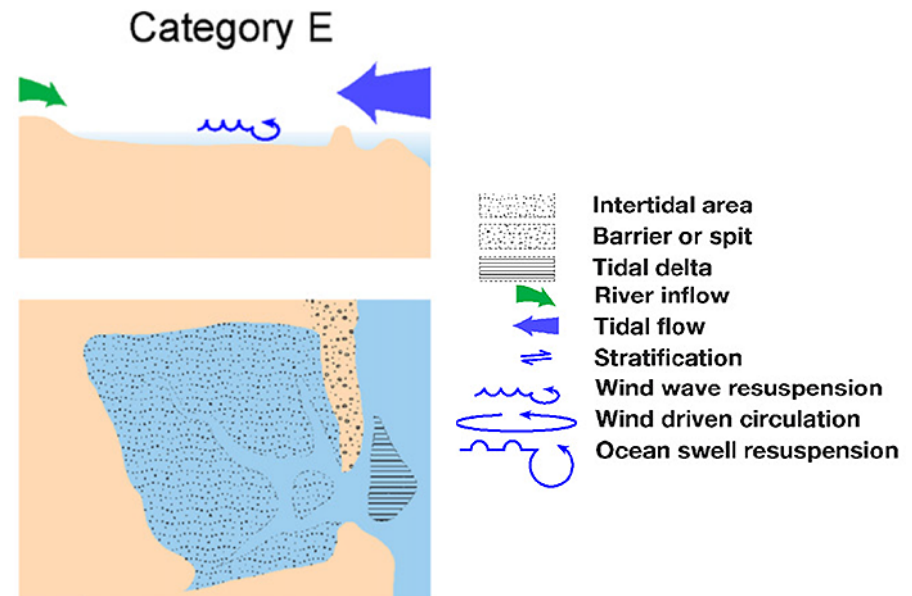 Category E
Intertidal area
Barrier or spit
Tidal delta
River inflow
Tidal flow
Stratification
Wind wave resuspension
Wind driven circulation
Ocean swell resuspension